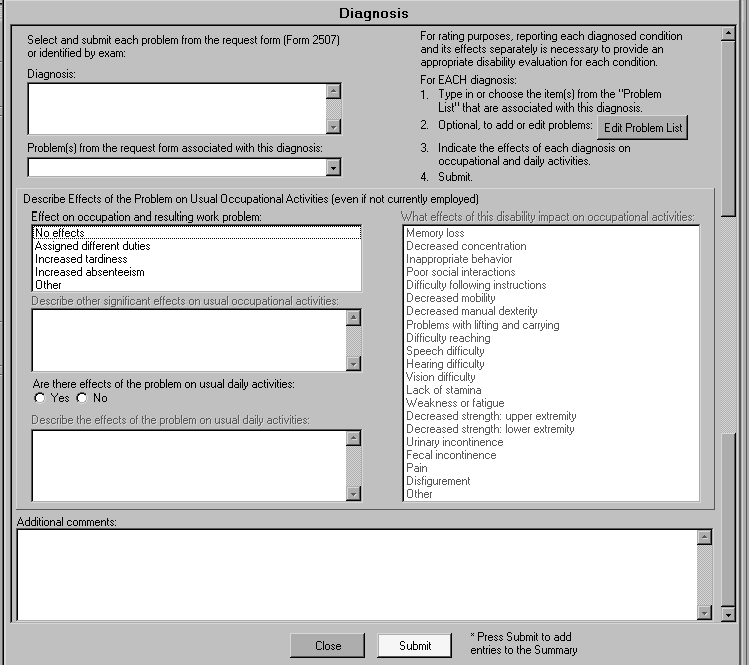 Diagnosis
Select and submit each problem from the request form (Form 2507)
or identified by exam:
Diagnosis:
Problem(s) from the request form associated with this diagnosis:
For rating purposes, reporting each diagnosed condition
and its effects separately is necessary to provide an
appropriate disability evaluation for each condition.
For EACH diagnosis:
1. Type in or choose the item(s) from the "Problem
List" that are associated with this diagnosis.
2. Optional, to add or edit problems: Edit Problem List
3. Indicate the effects of each diagnosis on
occupational and daily activities.
4. Submit.
Describe Effects of the Problem on Usual Occupational Activities (even if not currently employed)
Effect on occupation and resulting work problem:
No effects
Assigned different duties
Increased tardiness
Increased absenteeism
Other
Describe other significant effects on usual occupational activities:
Are there effects of the problem on usual daily activities:
Yes No
Describe the effects of the problem on usual daily activities:
What effects of this disability impact on occupational activities:
Memory loss
Decreased concentration
Inappropriate behavior
Poor social interactions
Difficulty following instructions
Decreased mobility
Decreased manual dexterity
Problems with lifting and carrying
Difficulty reaching
Speech difficulty
Hearing difficulty
Vision difficulty
Lack of stamina
Weakness or fatigue
Decreased strength: upper extremity
Decreased strength: lower extremity
Urinary incontinence
Fecal incontinence
Pain
Disfigurement
Other
Additional comments:
Close Submit
* Press Submit to add
entries to the Summary